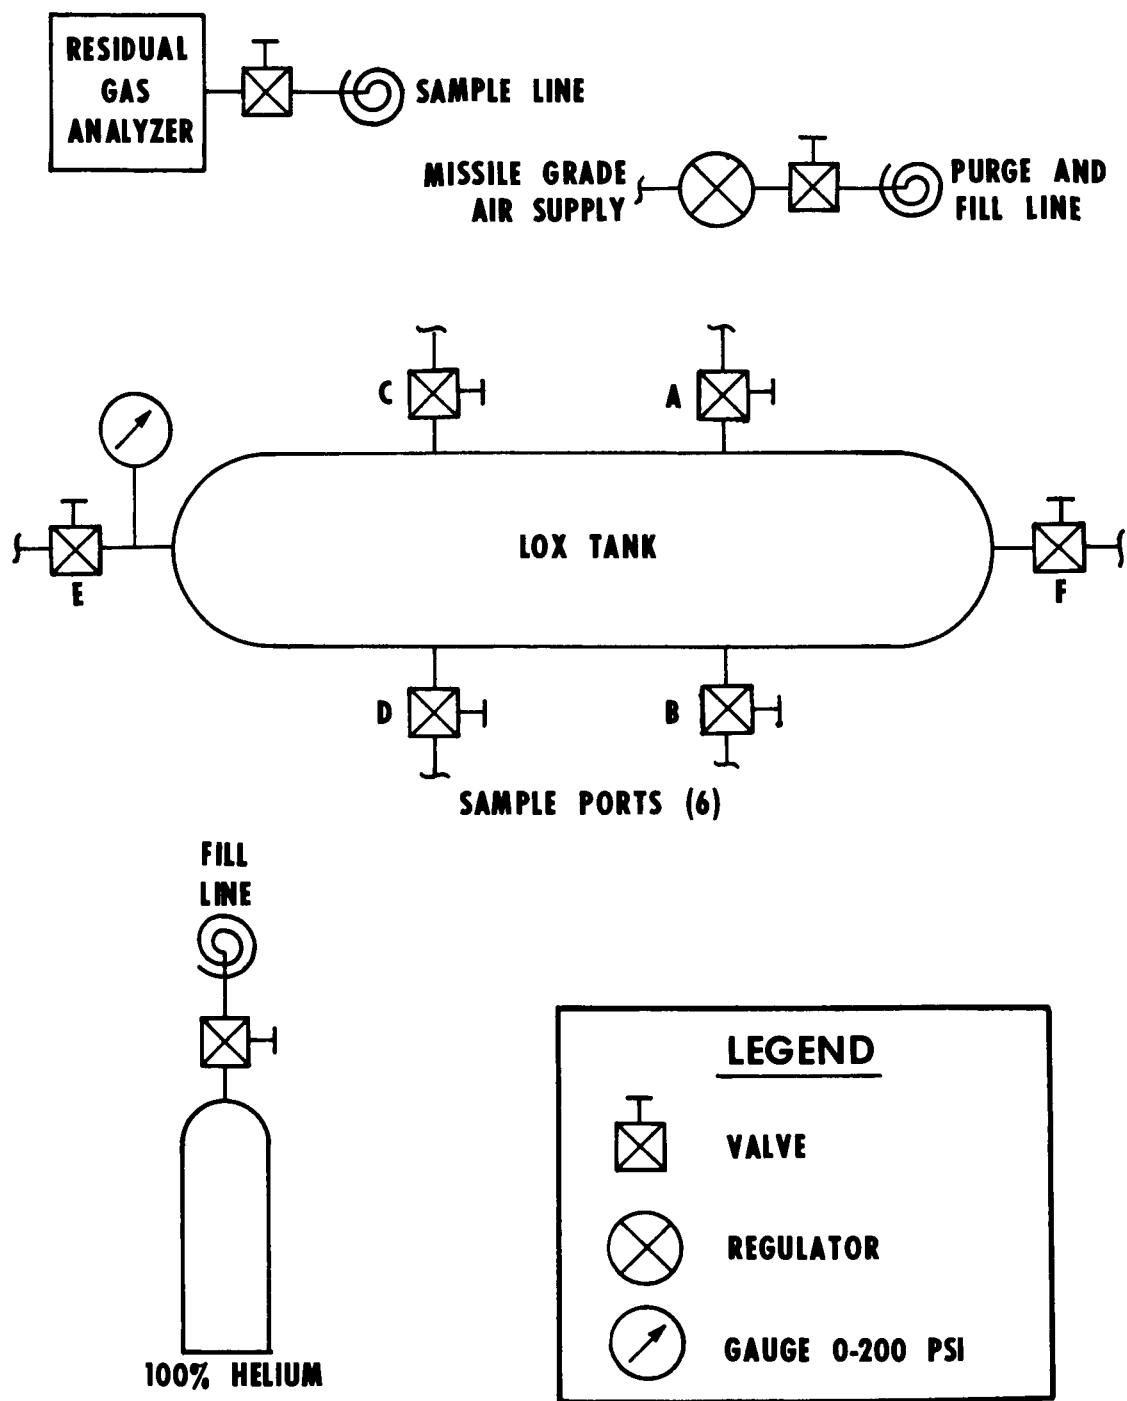 RESIDUAL
GAS
ANALYZER
SAMPLE LINE
MISSILE GRADE
AIR SUPPLY
PURGE AND
FILL LINE
C
A
LOX TANK
E
F
D
B
SAMPLE PORTS (6)
FILL
LINE
100% HELIUM
LEGEND
VALVE
REGULATOR
GAUGE 0-200 PSI